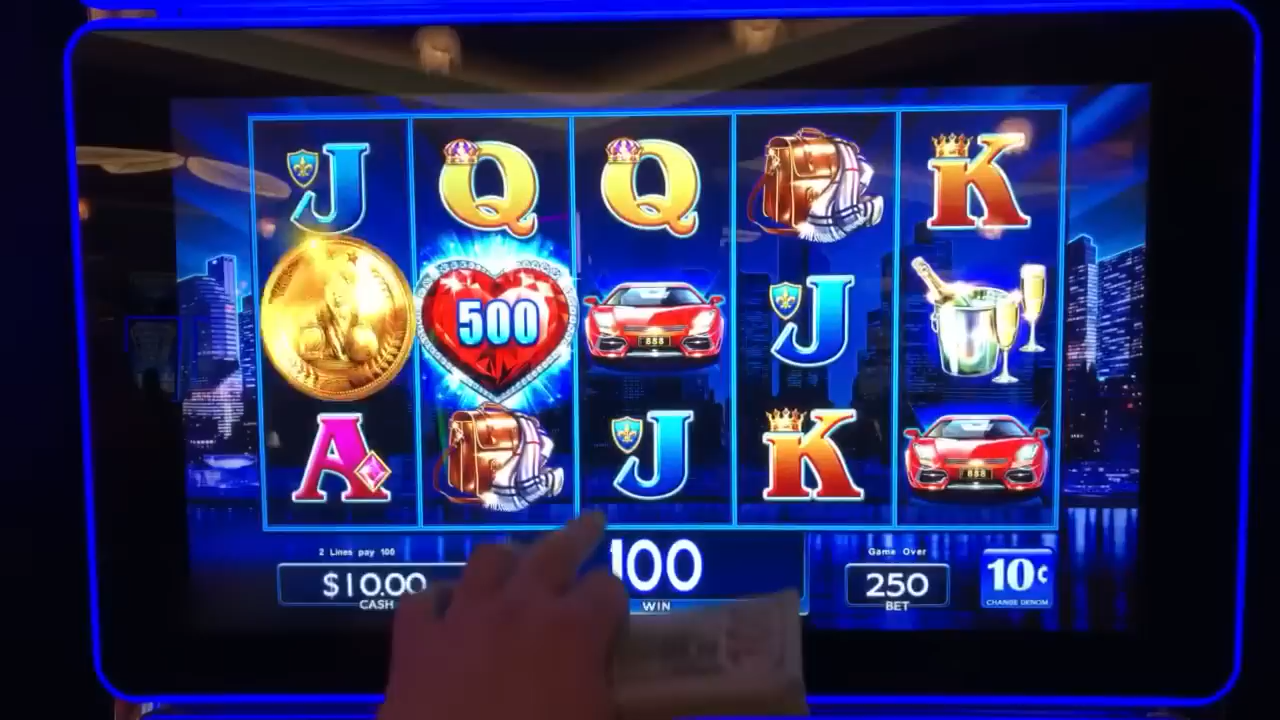 J Q Q K
500 888 J
A J K 888
2 Lines pay 100
$10.00
CASH
100
WIN
Game Over
250
BET
10¢
CHANGE DENOM